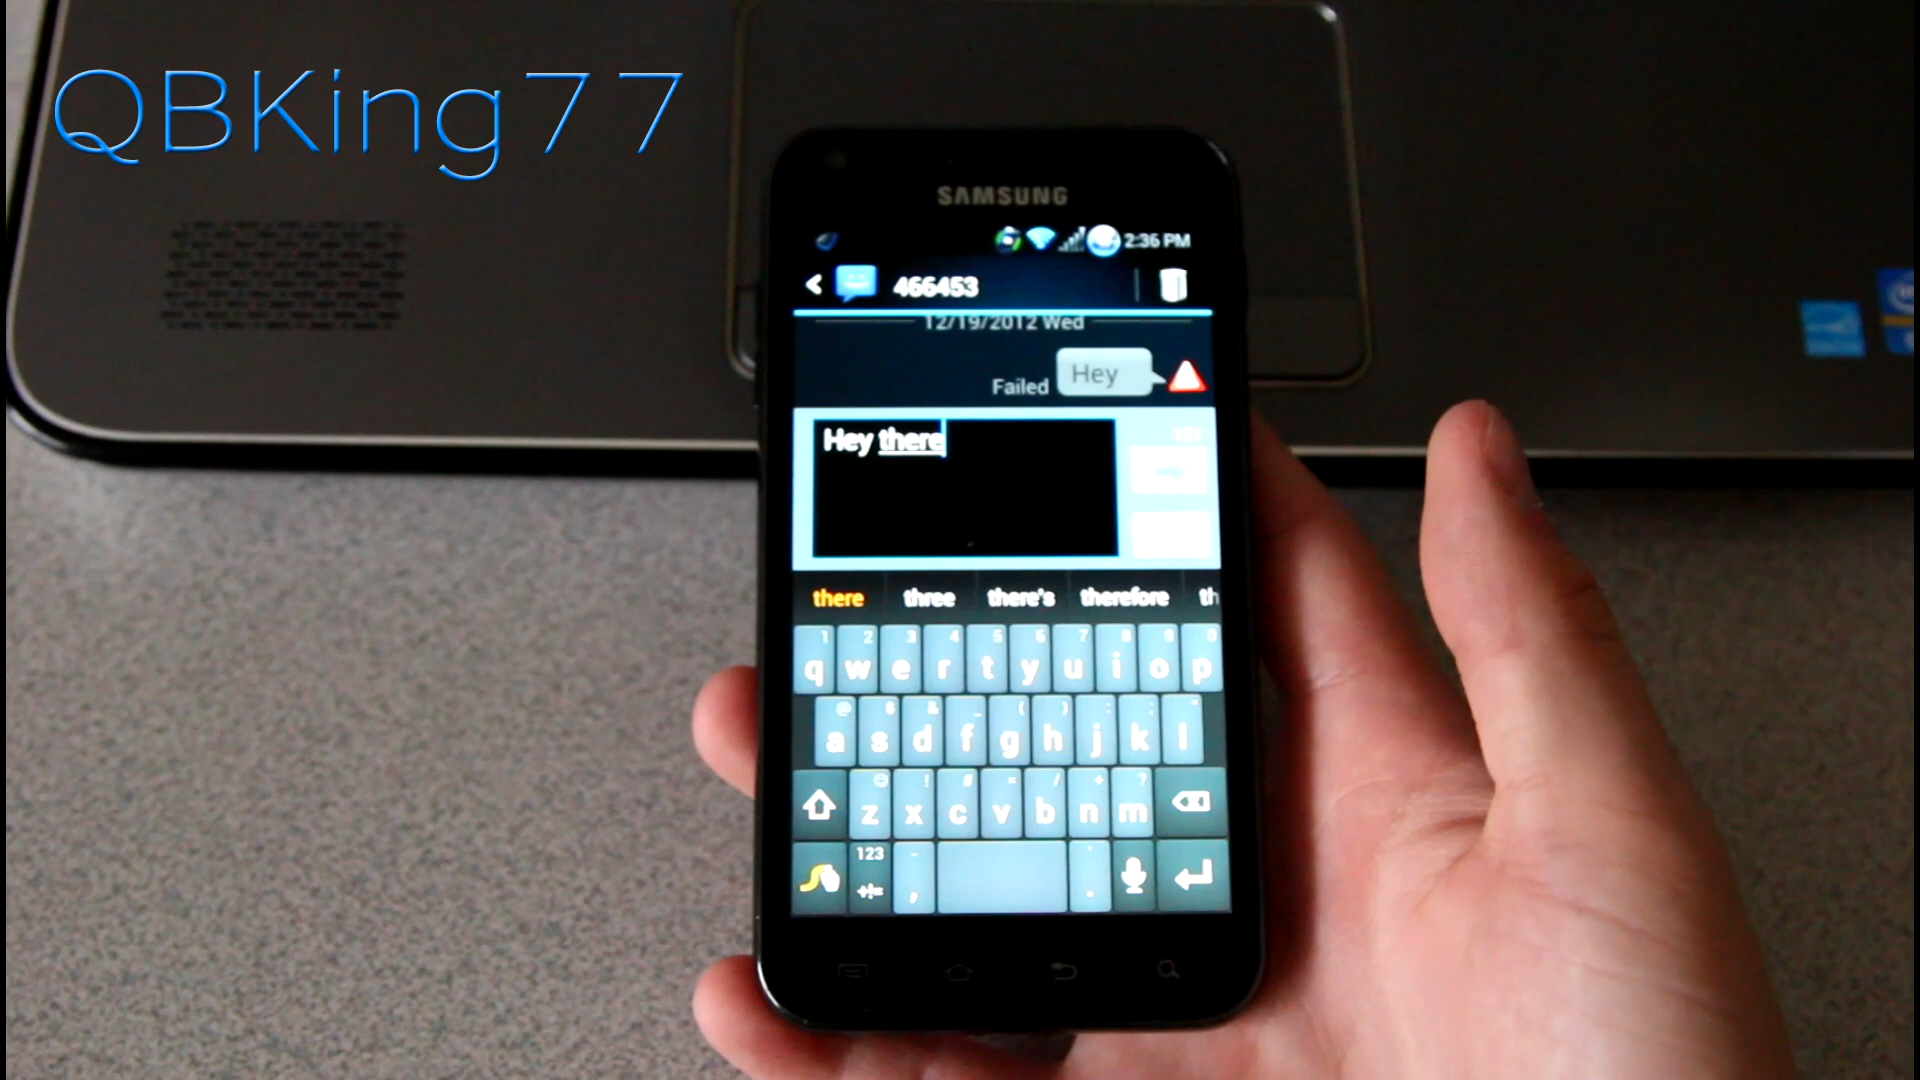 QBKing77
SAMSUNG
2:36 PM
466453
12/19/2012 Wed
Failed
Hey
Hey there
there three there's therefore th
1 2 3 4 5 6 7 8 9 0
q w e r t y u i o p
@ $ & _ ( ) : ; "
a s d f g h j k l
! # = / + ?
z x c v b n m
123
+!=
, .